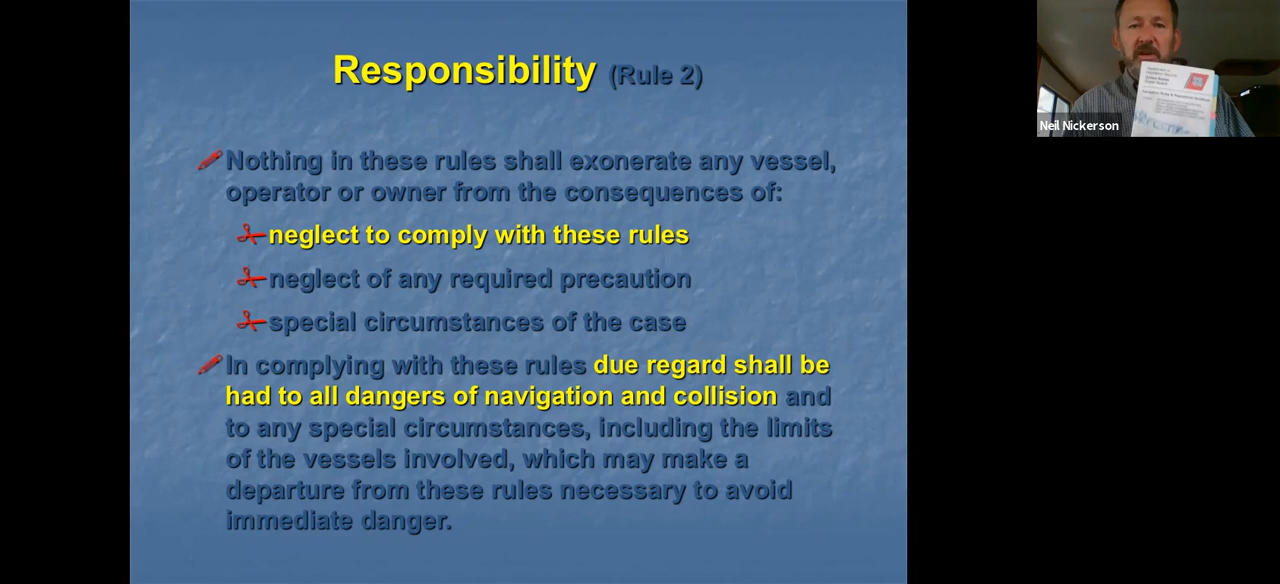 Responsibility (Rule 2)
Nothing in these rules shall exonerate any vessel,
operator or owner from the consequences of:
neglect to comply with these rules
neglect of any required precaution
special circumstances of the case
In complying with these rules due regard shall be
had to all dangers of navigation and collision and
to any special circumstances, including the limits
of the vessels involved, which may make a
departure from these rules necessary to avoid
immediate danger.
Neil Nickerson